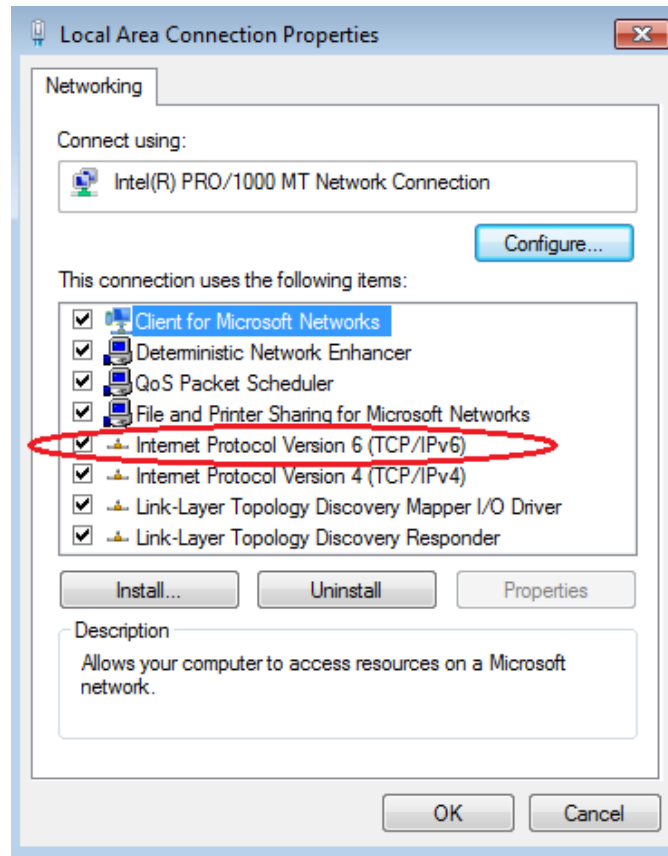 Local Area Connection Properties
Networking
Connect using:
Intel(R) PRO/1000 MT Network Connection
Configure...
This connection uses the following items:
Client for Microsoft Networks
Deterministic Network Enhancer
QoS Packet Scheduler
File and Printer Sharing for Microsoft Networks
Internet Protocol Version 6 (TCP/IPv6)
Internet Protocol Version 4 (TCP/IPv4)
Link-Layer Topology Discovery Mapper I/O Driver
Link-Layer Topology Discovery Responder
Install... Uninstall Properties
Description
Allows your computer to access resources on a Microsoft
network.
OK Cancel